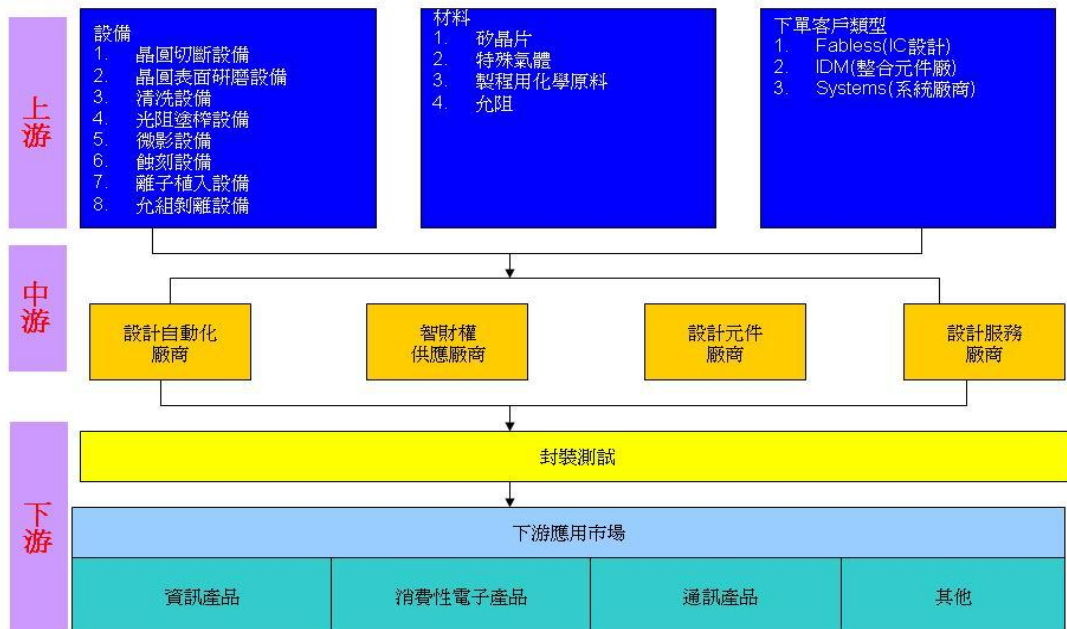 上游
設備
1. 晶圓切斷設備
2. 晶圓表面研磨設備
3. 清洗設備
4. 光阻塗榨設備
5. 微影設備
6. 蝕刻設備
7. 離子植入設備
8. 允組剝離設備
材料
1. 矽晶片
2. 特殊氣體
3. 製程用化學原料
4. 允阻
下單客戶類型
1. Fabless(IC設計)
2. IDM(整合元件廠)
3. Systems(系統廠商)
中游
設計自動化
廠商
智財權
供應廠商
設計元件
廠商
設計服務
廠商
下游
封裝測試
下游應用市場
資訊產品
消費性電子產品
通訊產品
其他